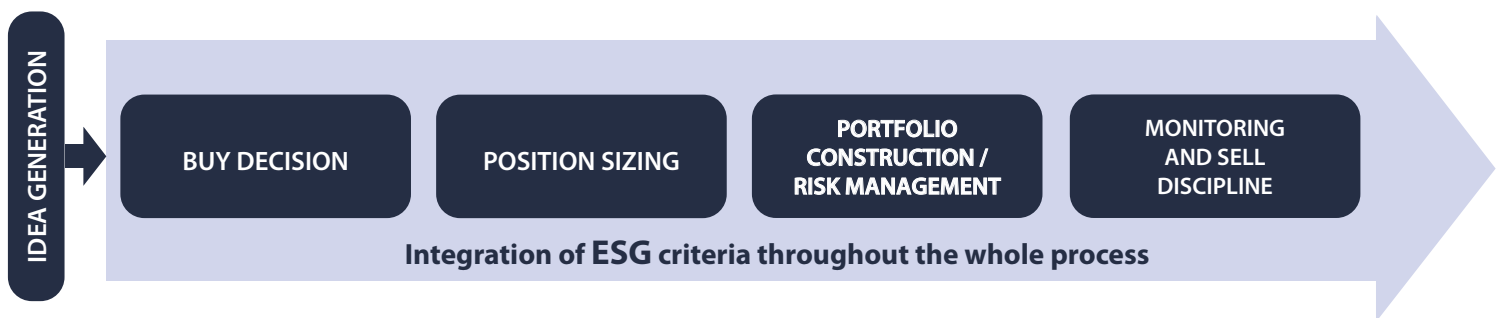 IDEA GENERATION
BUY DECISION
POSITION SIZING
PORTFOLIO
CONSTRUCTION /
RISK MANAGEMENT
MONITORING
AND SELL
DISCIPLINE
Integration of ESG criteria throughout the whole process